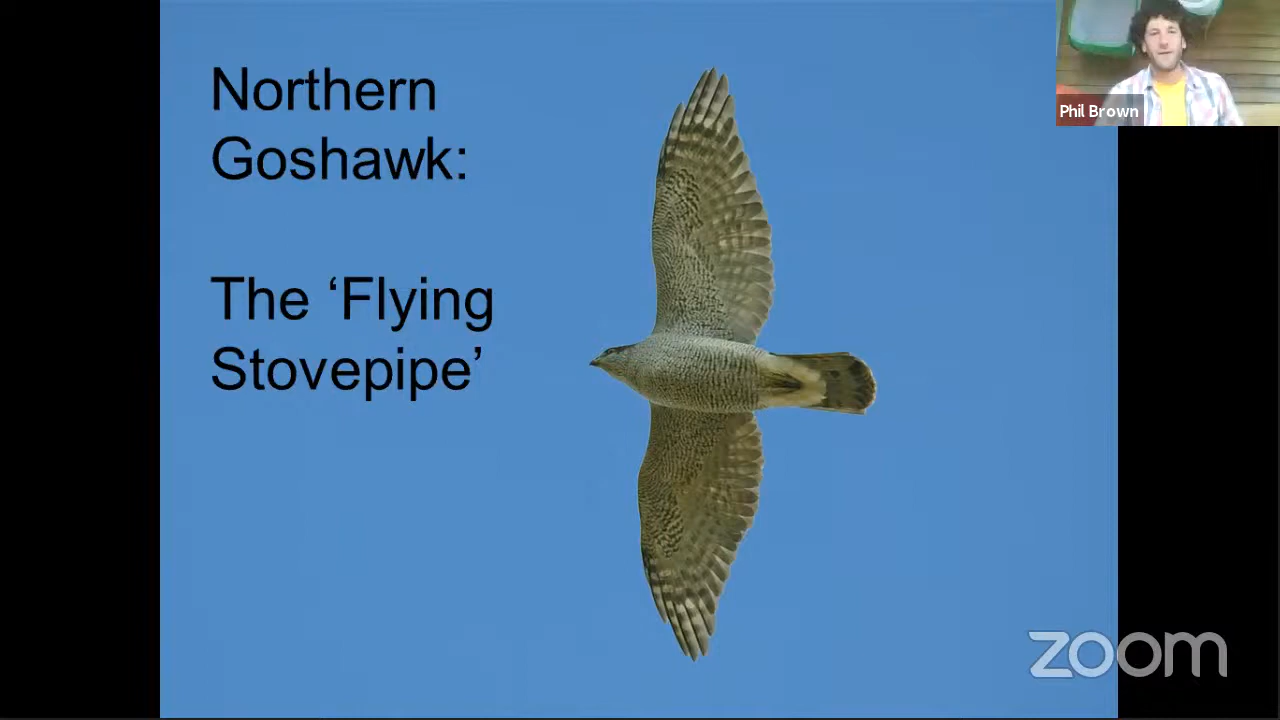 Northern
Goshawk:
The ‘Flying
Stovepipe’
Phil Brown
zoom